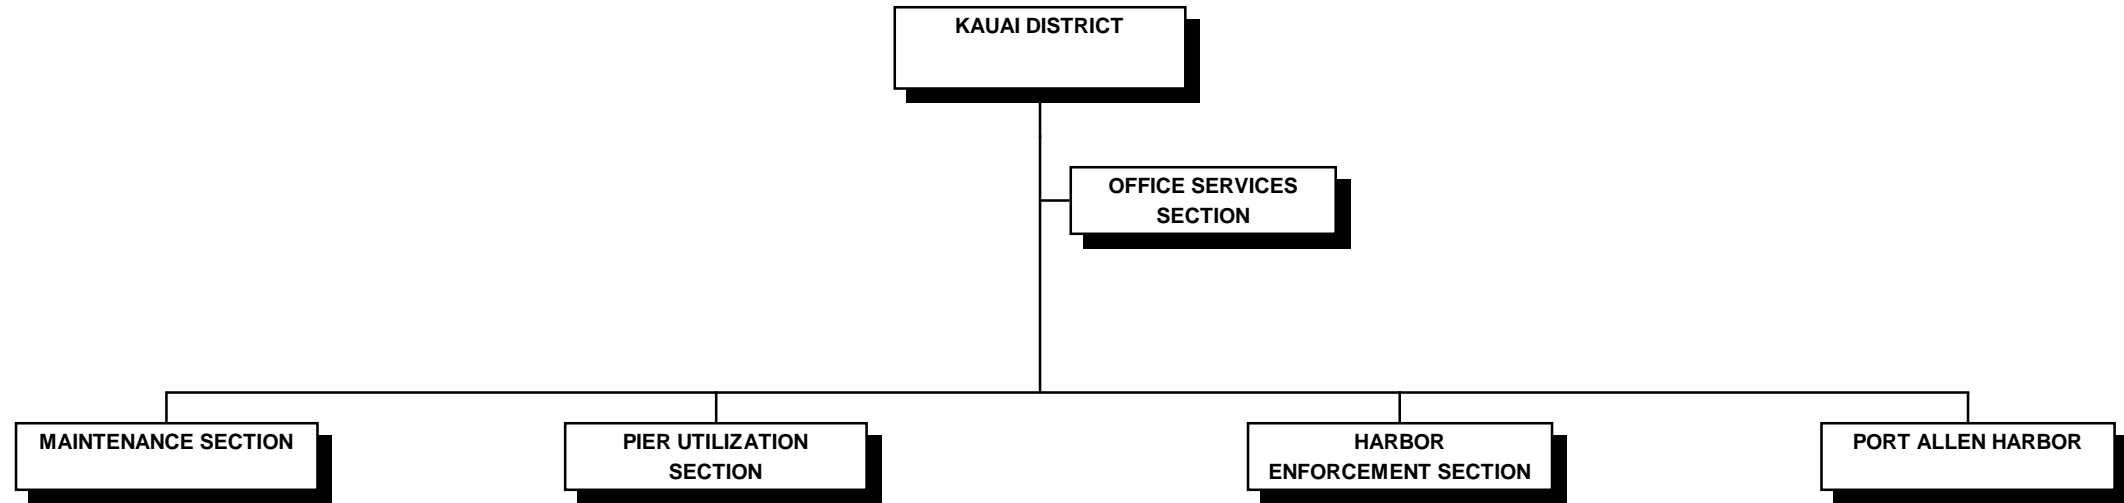 KAUAI DISTRICT
OFFICE SERVICES
SECTION
MAINTENANCE SECTION
PIER UTILIZATION
SECTION
HARBOR
ENFORCEMENT SECTION
PORT ALLEN HARBOR